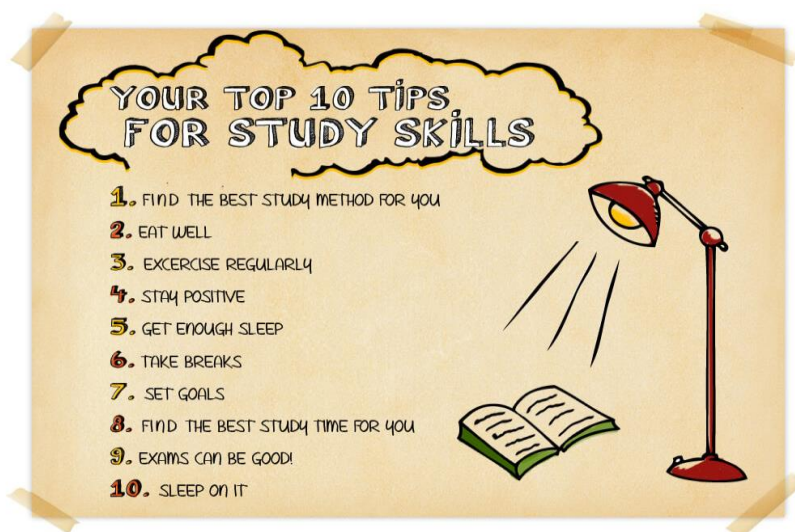 YOUR TOP 10 TIPS
FOR STUDY SKILLS
1. FIND THE BEST STUDY METHOD FOR YOU
2. EAT WELL
3. EXCERCISE REGULARLY
4. STAY POSITIVE
5. GET ENOUGH SLEEP
6. TAKE BREAKS
7. SET GOALS
8. FIND THE BEST STUDY TIME FOR YOU
9. EXAMS CAN BE GOOD!
10. SLEEP ON IT